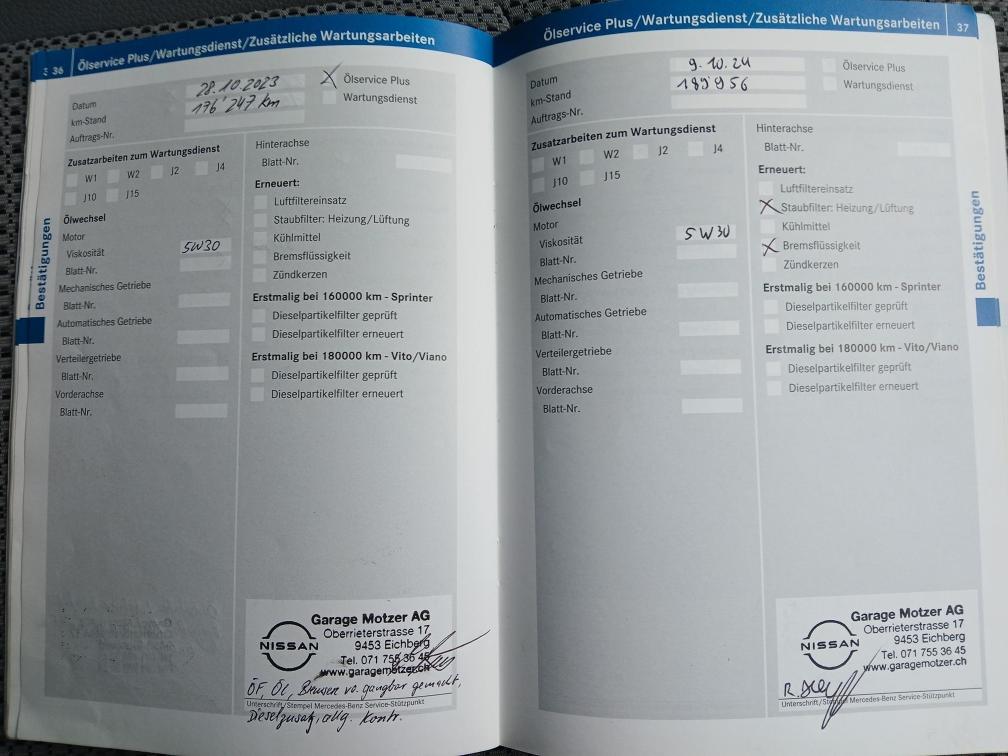 36 Ölservice Plus/Wartungsdienst/Zusätzliche Wartungsarbeiten
Datum 28.10.2023
km-Stand 176'247 km
Auftrags-Nr.
X Ölservice Plus
Wartungsdienst
Zusatzarbeiten zum Wartungsdienst
W1 W2 J2 J4
J10 J15
Ölwechsel
Motor
Viskosität 5W30
Blatt-Nr.
Mechanisches Getriebe
Blatt-Nr.
Automatisches Getriebe
Blatt-Nr.
Verteilergetriebe
Blatt-Nr.
Vorderachse
Blatt-Nr.
Hinterachse
Blatt-Nr.
Erneuert:
Luftfiltereinsatz
Staubfilter: Heizung/Lüftung
Kühlmittel
Bremsflüssigkeit
Zündkerzen
Erstmalig bei 160000 km - Sprinter
Dieselpartikelfilter geprüft
Dieselpartikelfilter erneuert
Erstmalig bei 180000 km - Vito/Viano
Dieselpartikelfilter geprüft
Dieselpartikelfilter erneuert
Bestätigungen
NISSAN
Garage Motzer AG
Oberrieterstrasse 17
9453 Eichberg
Tel. 071 755 36 45
www.garagemotzer.ch
ÖF, Öl, Bremsen vo. gangbar gemacht,
Unterschrift/Stempel Mercedes-Benz Service-Stützpunkt
Dieselzusatz, allg. Kontr.
Ölservice Plus/Wartungsdienst/Zusätzliche Wartungsarbeiten 37
Datum 9.10.24
km-Stand 189'956
Auftrags-Nr.
Ölservice Plus
Wartungsdienst
Zusatzarbeiten zum Wartungsdienst
W1 W2 J2 J4
J10 J15
Ölwechsel
Motor
Viskosität 5W30
Blatt-Nr.
Mechanisches Getriebe
Blatt-Nr.
Automatisches Getriebe
Blatt-Nr.
Verteilergetriebe
Blatt-Nr.
Vorderachse
Blatt-Nr.
Hinterachse
Blatt-Nr.
Erneuert:
Luftfiltereinsatz
X Staubfilter: Heizung/Lüftung
Kühlmittel
X Bremsflüssigkeit
Zündkerzen
Erstmalig bei 160000 km - Sprinter
Dieselpartikelfilter geprüft
Dieselpartikelfilter erneuert
Erstmalig bei 180000 km - Vito/Viano
Dieselpartikelfilter geprüft
Dieselpartikelfilter erneuert
Bestätigungen
NISSAN
Garage Motzer AG
Oberrieterstrasse 17
9453 Eichberg
Tel. 071 755 36 45
www.garagemotzer.ch
Unterschrift/Stempel Mercedes-Benz Service-Stützpunkt